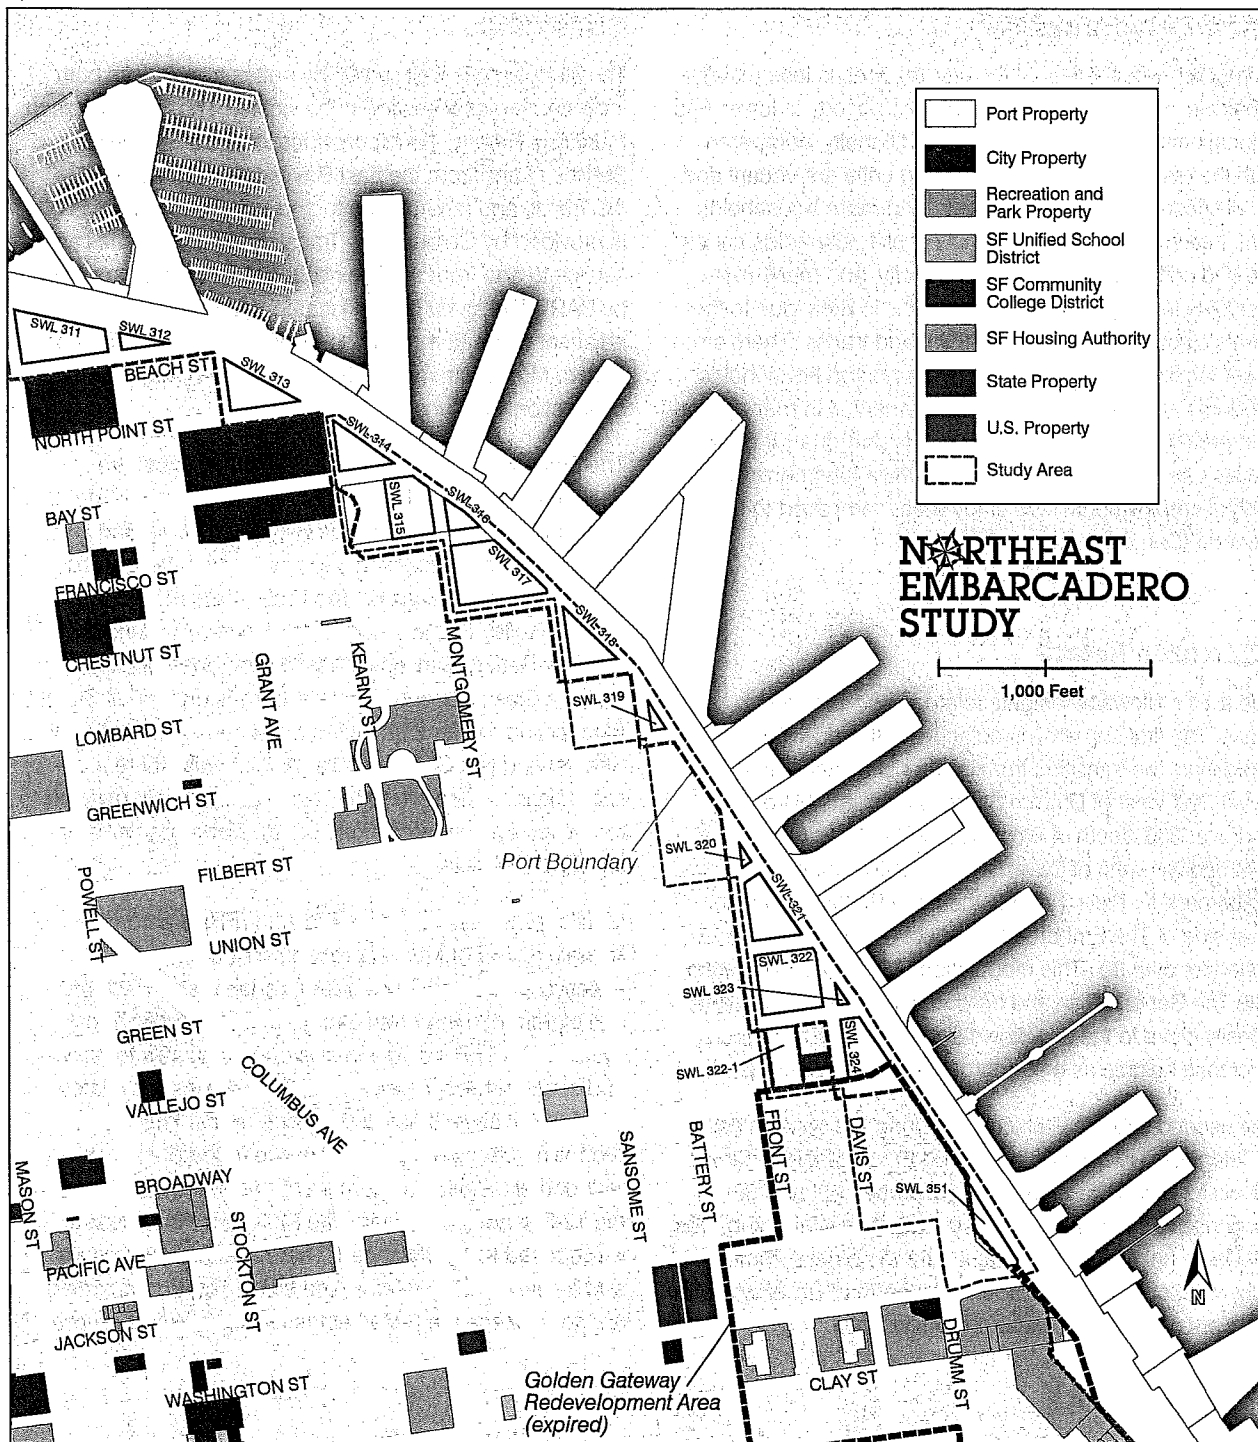 Port Property
City Property
Recreation and
Park Property
SF Unified School
District
SF Community
College District
SF Housing Authority
State Property
U.S. Property
Study Area
NORTHEAST
EMBARCADERO
STUDY
1,000 Feet
SWL 311
SWL 312
BEACH ST
SWL 313
NORTH POINT ST
SWL 314
SWL 315
SWL 316
BAY ST
SWL 317
FRANCISCO ST
SWL 318
CHESTNUT ST
GRANT AVE
KEARNY ST
MONTGOMERY ST
SWL 319
LOMBARD ST
GREENWICH ST
Port Boundary
SWL 320
FILBERT ST
POWELL ST
SWL 321
UNION ST
SWL 322
SWL 323
GREEN ST
SWL 324
SWL 322-1
COLUMBUS AVE
VALLEJO ST
SANSOME ST
BATTERY ST
FRONT ST
DAVIS ST
MASON ST
BROADWAY
SWL 351
STOCKTON ST
PACIFIC AVE
N
JACKSON ST
DRUMM ST
CLAY ST
WASHINGTON ST
Golden Gateway
Redevelopment Area
(expired)